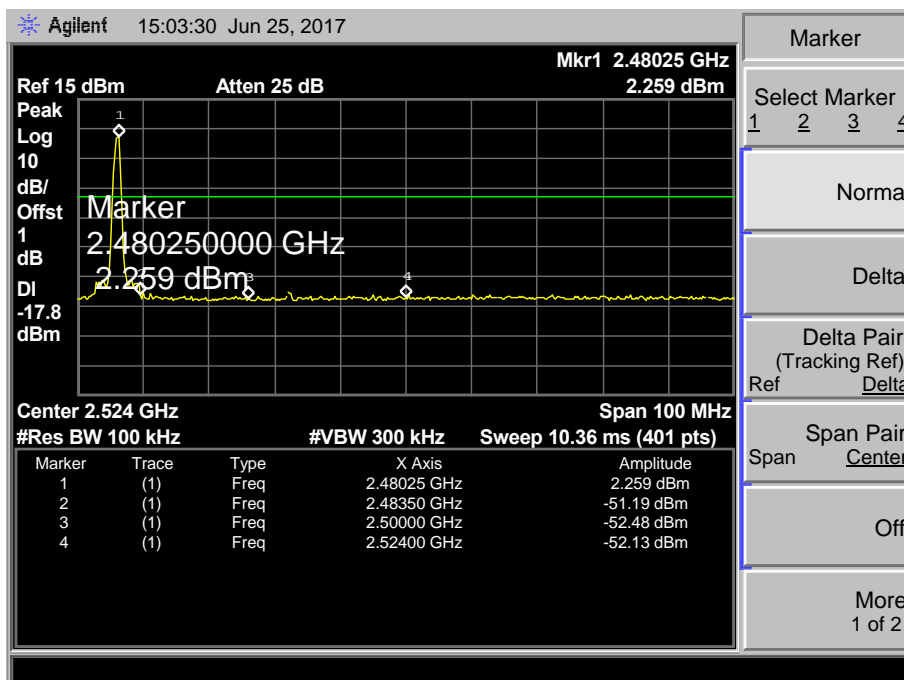 Agilent 15:03:30 Jun 25, 2017
Mkr1 2.48025 GHz
Ref 15 dBm Atten 25 dB 2.259 dBm
Peak
Log
10
dB/
Offst
1
dB
DI
-17.8
dBm
1
Marker
2.480250000 GHz
2.259 dBm
3
4
Center 2.524 GHz Span 100 MHz
#Res BW 100 kHz #VBW 300 kHz Sweep 10.36 ms (401 pts)
Marker Trace Type X Axis Amplitude
1 (1) Freq 2.48025 GHz 2.259 dBm
2 (1) Freq 2.48350 GHz -51.19 dBm
3 (1) Freq 2.50000 GHz -52.48 dBm
4 (1) Freq 2.52400 GHz -52.13 dBm
Marker
Select Marker
1 2 3 4
Norma
Delta
Delta Pair
(Tracking Ref)
Ref Delta
Span Pair
Span Center
Off
More
1 of 2